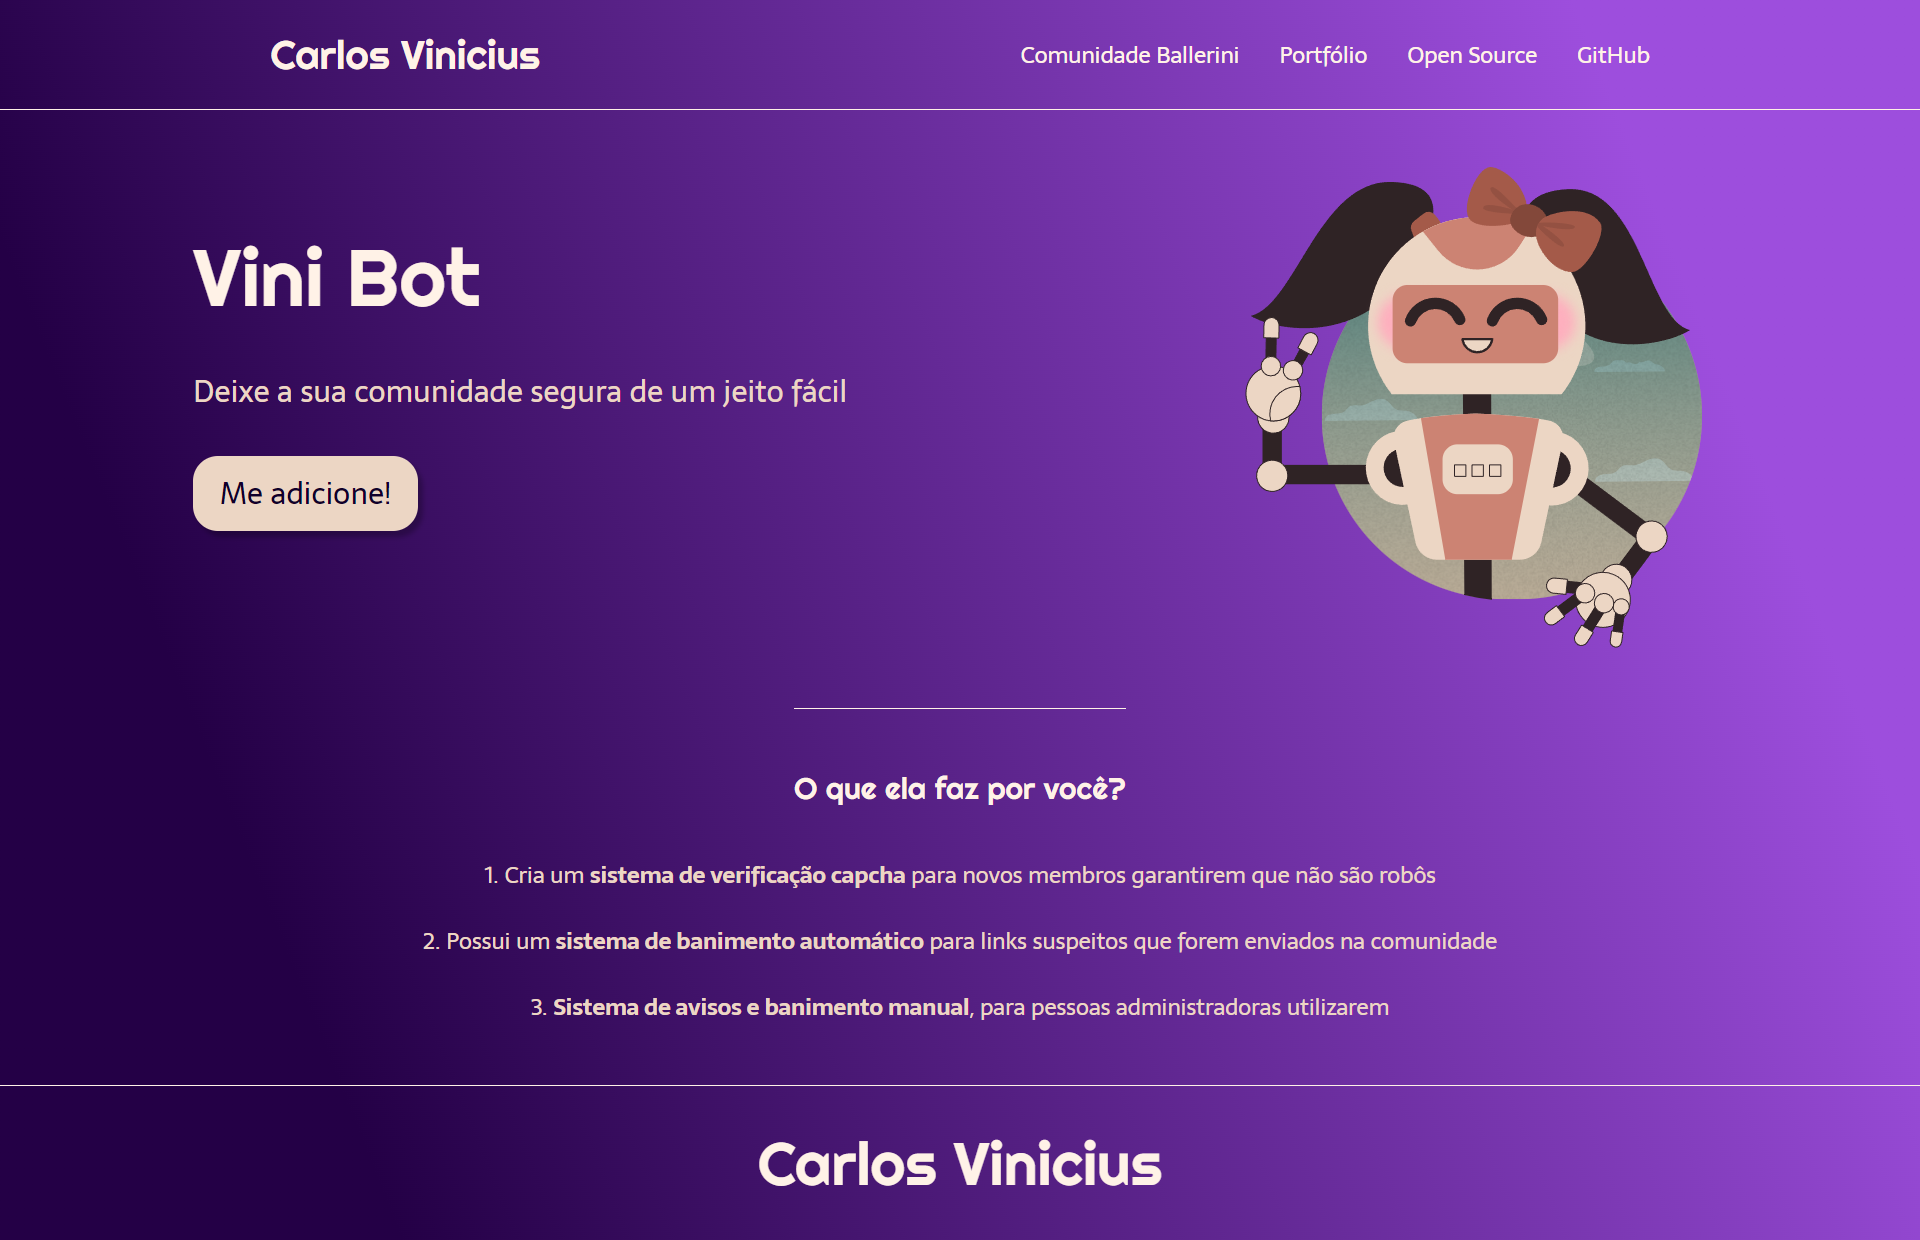 Carlos Vinicius
Comunidade Ballerini Portfólio Open Source GitHub
Vini Bot
Deixe a sua comunidade segura de um jeito fácil
Me adicione!
O que ela faz por você?
1. Cria um sistema de verificação capcha para novos membros garantirem que não são robôs
2. Possui um sistema de banimento automático para links suspeitos que forem enviados na comunidade
3. Sistema de avisos e banimento manual, para pessoas administradoras utilizarem
Carlos Vinicius